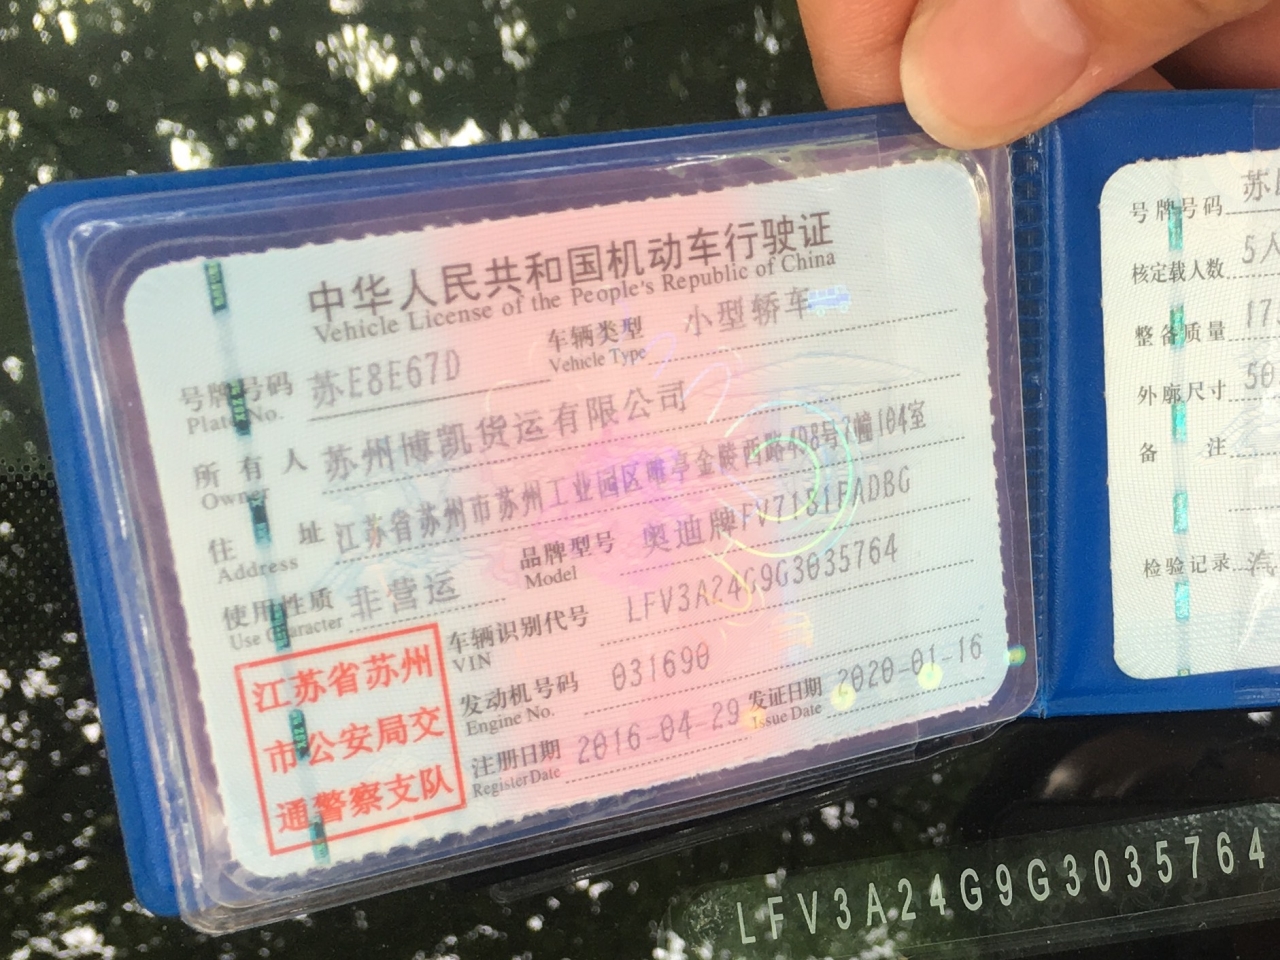 中华人民共和国机动车行驶证
Vehicle License of the People's Republic of China
号牌号码 苏E8E67D 车辆类型 小型轿车
Plate No. Vehicle Type
所有人 苏州博凯货运有限公司
Owner
住址 江苏省苏州市苏州工业园区唯亭金陵西路498号2幢104室
Address
使用性质 非营运 品牌型号 奥迪牌FV7151FADBG
Use Character Model
车辆识别代号 LFV3A24G9G3035764
VIN
发动机号码 031690
Engine No.
注册日期 2016-04-29 发证日期 2020-01-16
Register Date Issue Date
江苏省苏州
市公安局交
通警察支队
号牌号码 苏
核定载人数 5人
整备质量 17
外廓尺寸 50
备注
检验记录 汽
LFV3A24G9G3035764